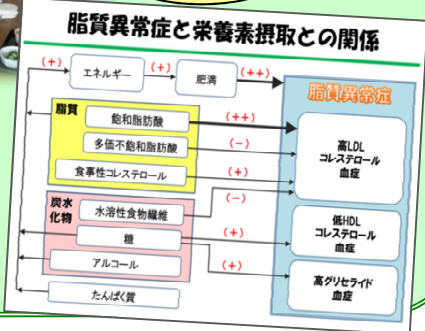 脂質異常症と栄養素摂取との関係
(+) エネルギー (+) 肥満 (++)
脂質異常症
脂質
飽和脂肪酸 (++)
多価不飽和脂肪酸 (-)
食事性コレステロール (+)
高LDL
コレステロール
血症
炭水
化物
水溶性食物繊維 (-)
糖 (+)
(+)
アルコール
低HDL
コレステロール
血症
高グリセライド
血症
たんぱく質